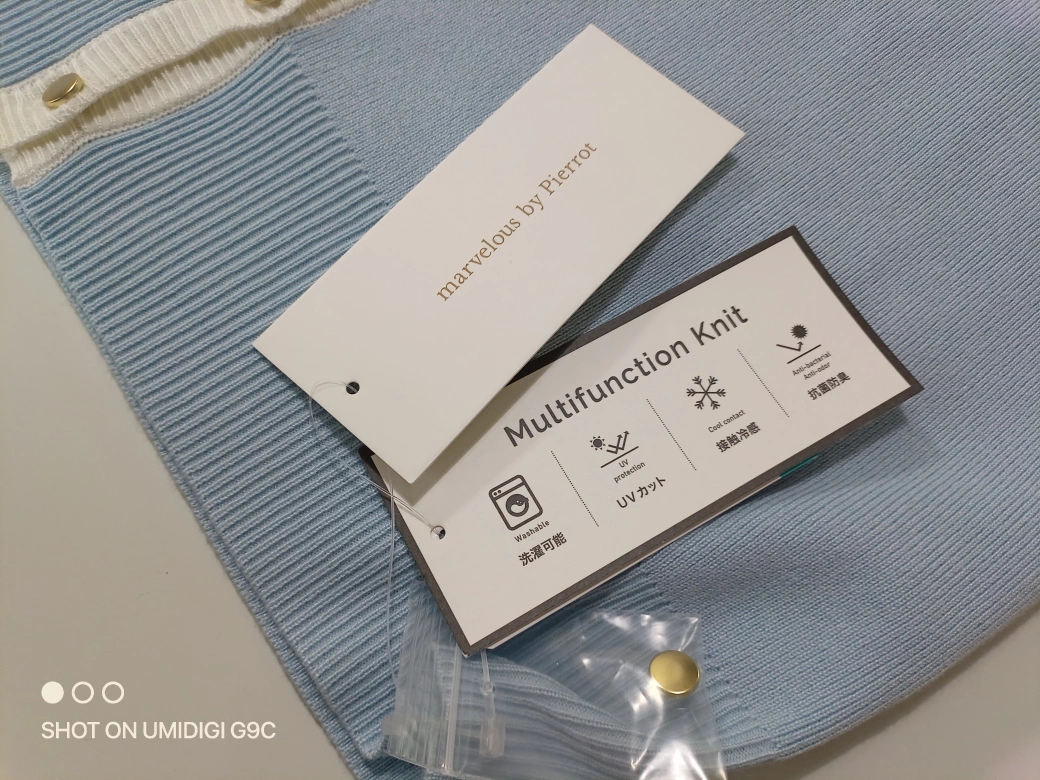 marvelous by Pierrot
Multifunction Knit
Washable
洗濯可能
UV
protection
UVカット
Cool contact
接触冷感
Anti-bacterial
Anti-odor
抗菌防臭
SHOT ON UMIDIGI G9C